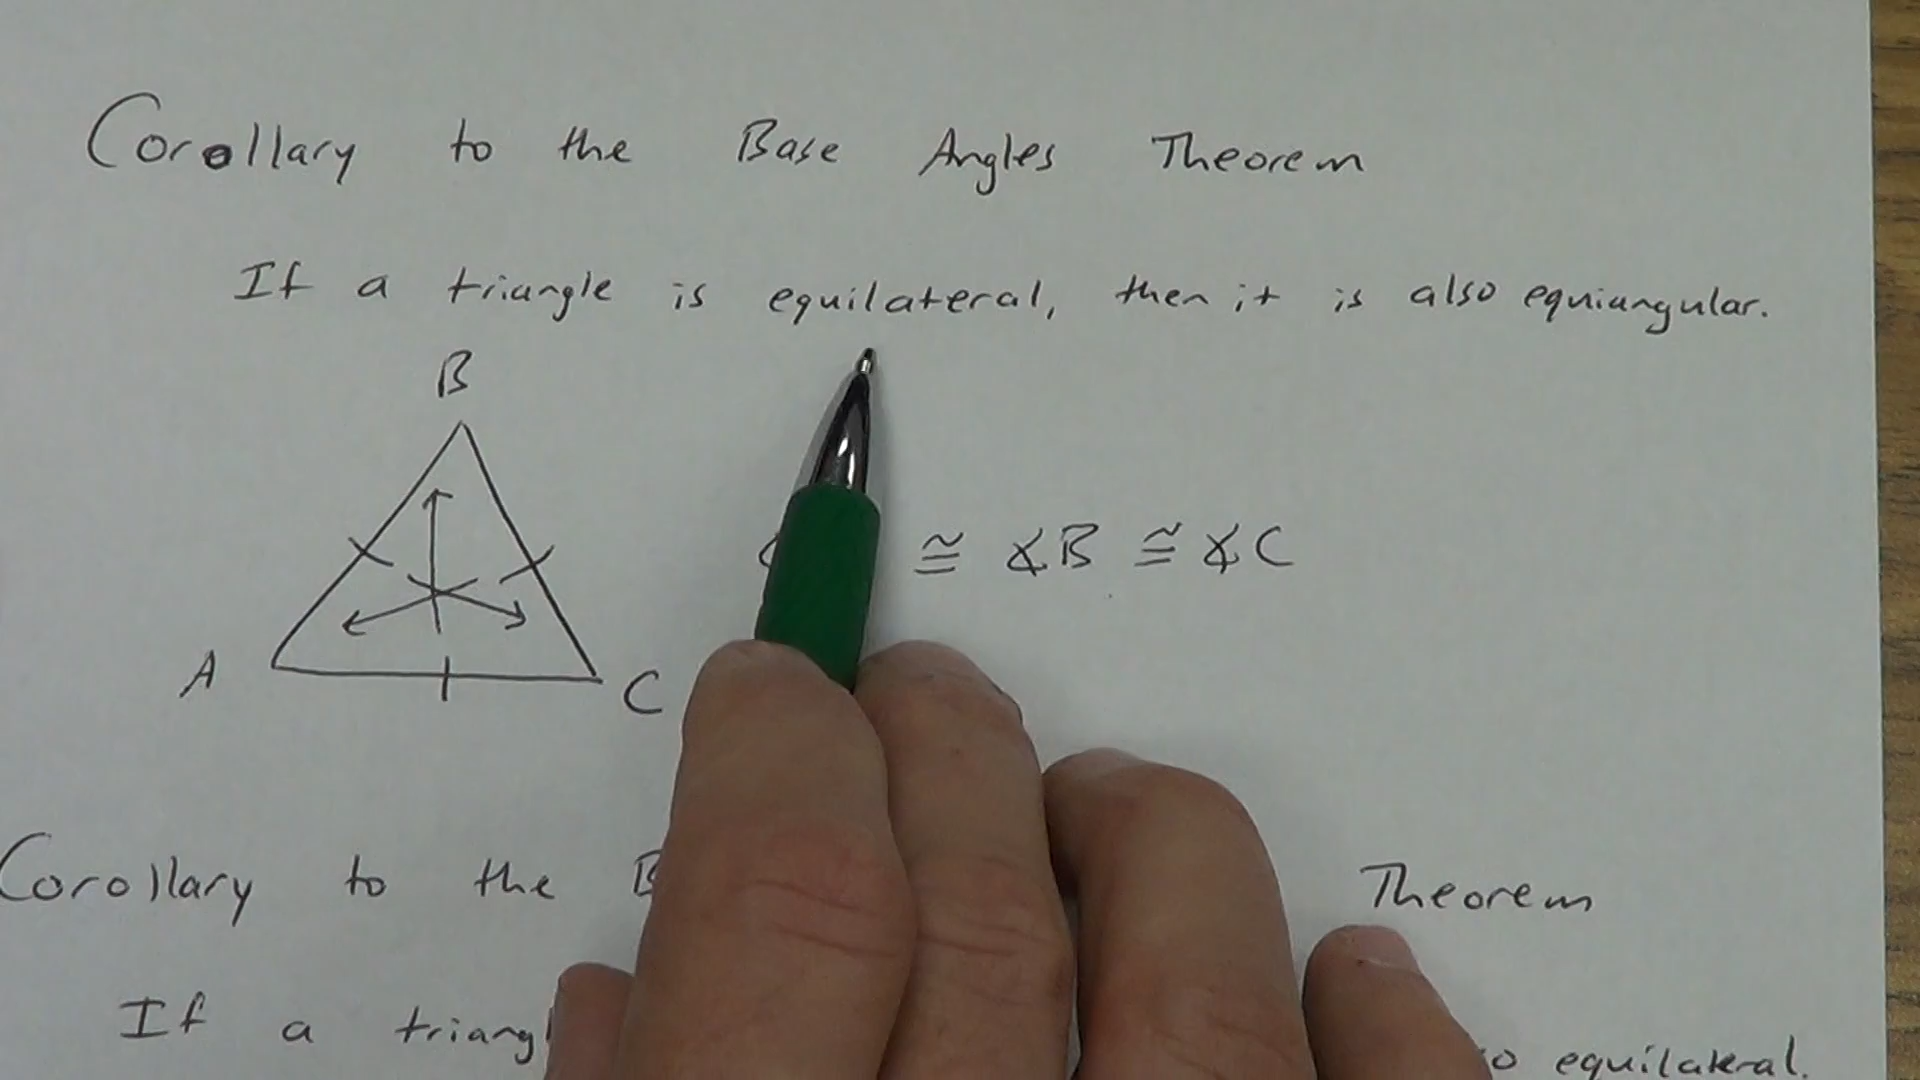 Corollary to the Base Angles Theorem
If a triangle is equilateral, then it is also equiangular.
B
≅ ∡B ≅ ∡C
A
C
Corollary to the Theorem
If a equilateral.